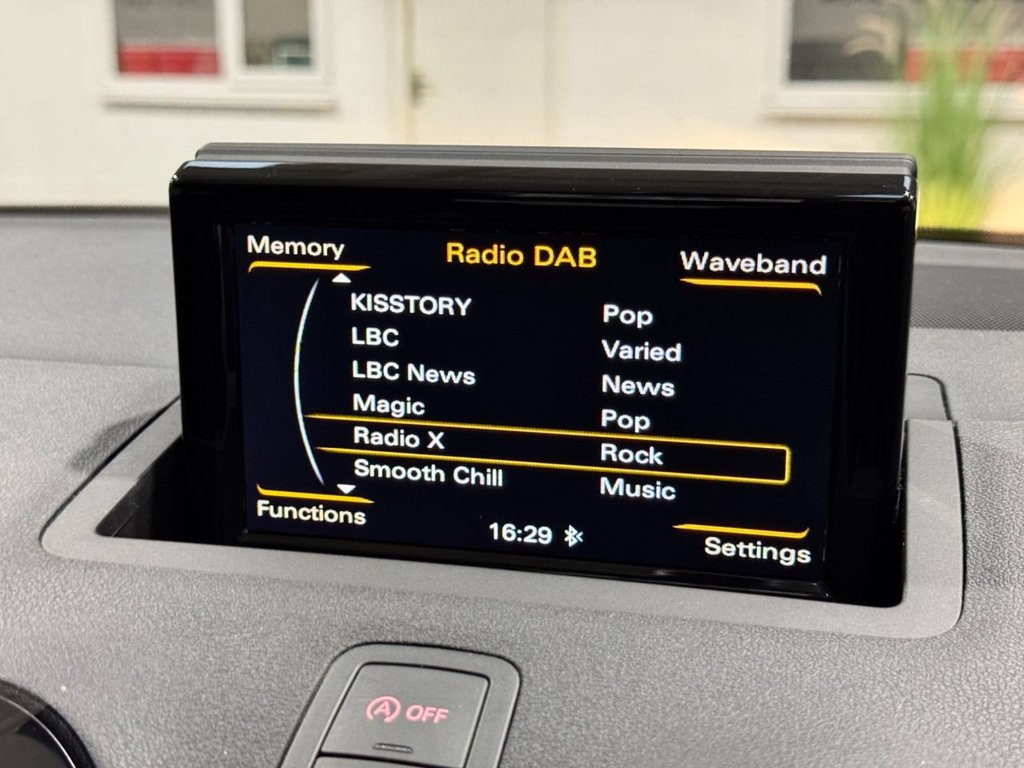 Memory Radio DAB Waveband
KISSTORY Pop
LBC Varied
LBC News News
Magic Pop
Radio X Rock
Smooth Chill Music
Functions 16:29 Settings
A OFF